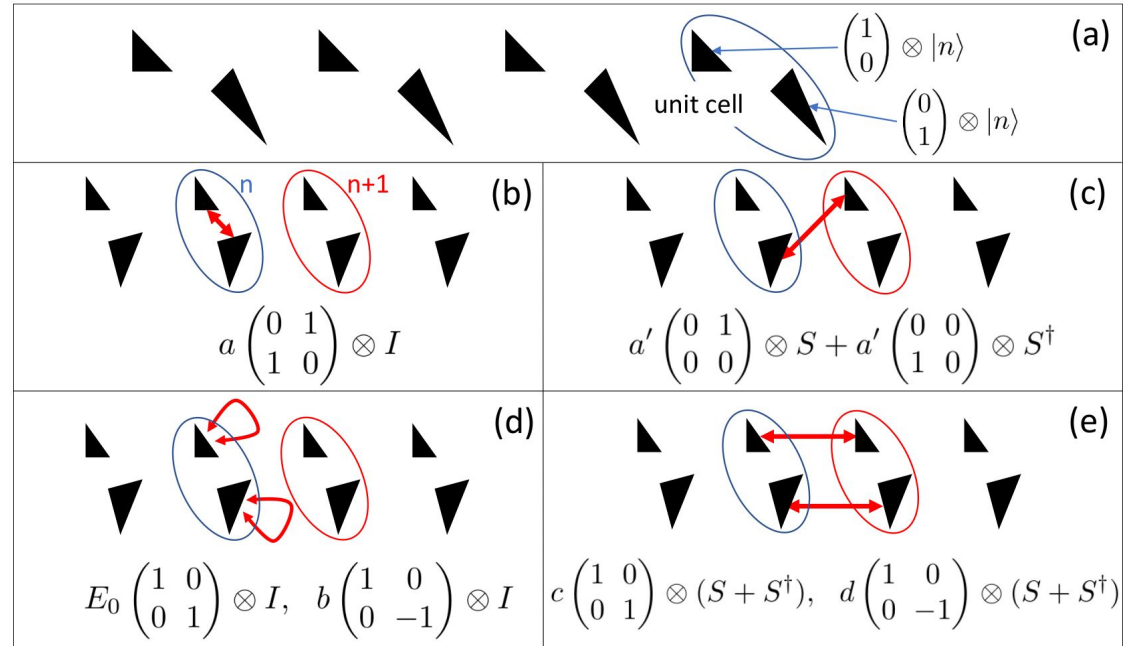 (a)
(1 0) ⊗ |n⟩
unit cell
(0 1) ⊗ |n⟩
(b)
n
n+1
a (0 1 1 0) ⊗ I
(c)
a′ (0 1 0 0) ⊗ S + a′ (0 0 1 0) ⊗ S†
(d)
E₀ (1 0 0 1) ⊗ I, b (1 0 0 −1) ⊗ I
(e)
c (1 0 0 1) ⊗ (S + S†), d (1 0 0 −1) ⊗ (S + S†)